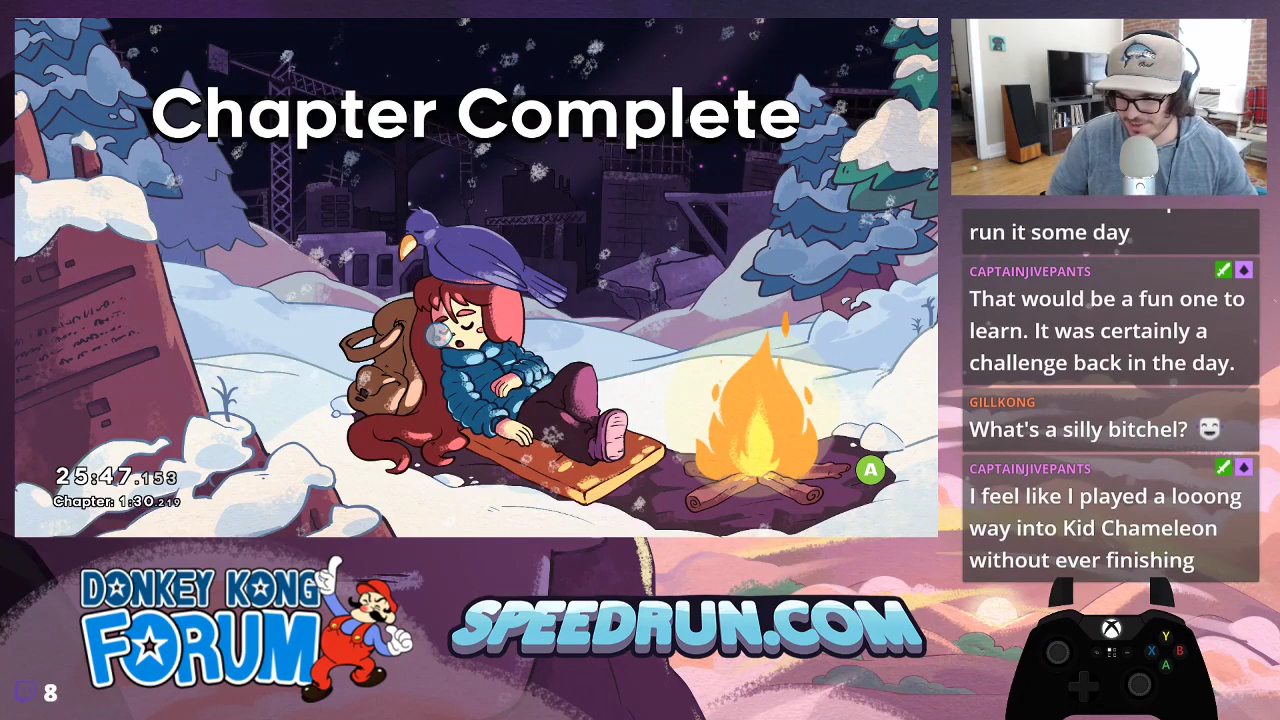 Chapter Complete
25:47.153
Chapter: 1:30.219
A
run it some day
CAPTAINJIVEPANTS
That would be a fun one to
learn. It was certainly a
challenge back in the day.
GILLKONG
What's a silly bitchel?
CAPTAINJIVEPANTS
I feel like I played a looong
way into Kid Chameleon
without ever finishing
DONKEY KONG
FORUM
SPEEDRUN.COM
Y
X B
A
8